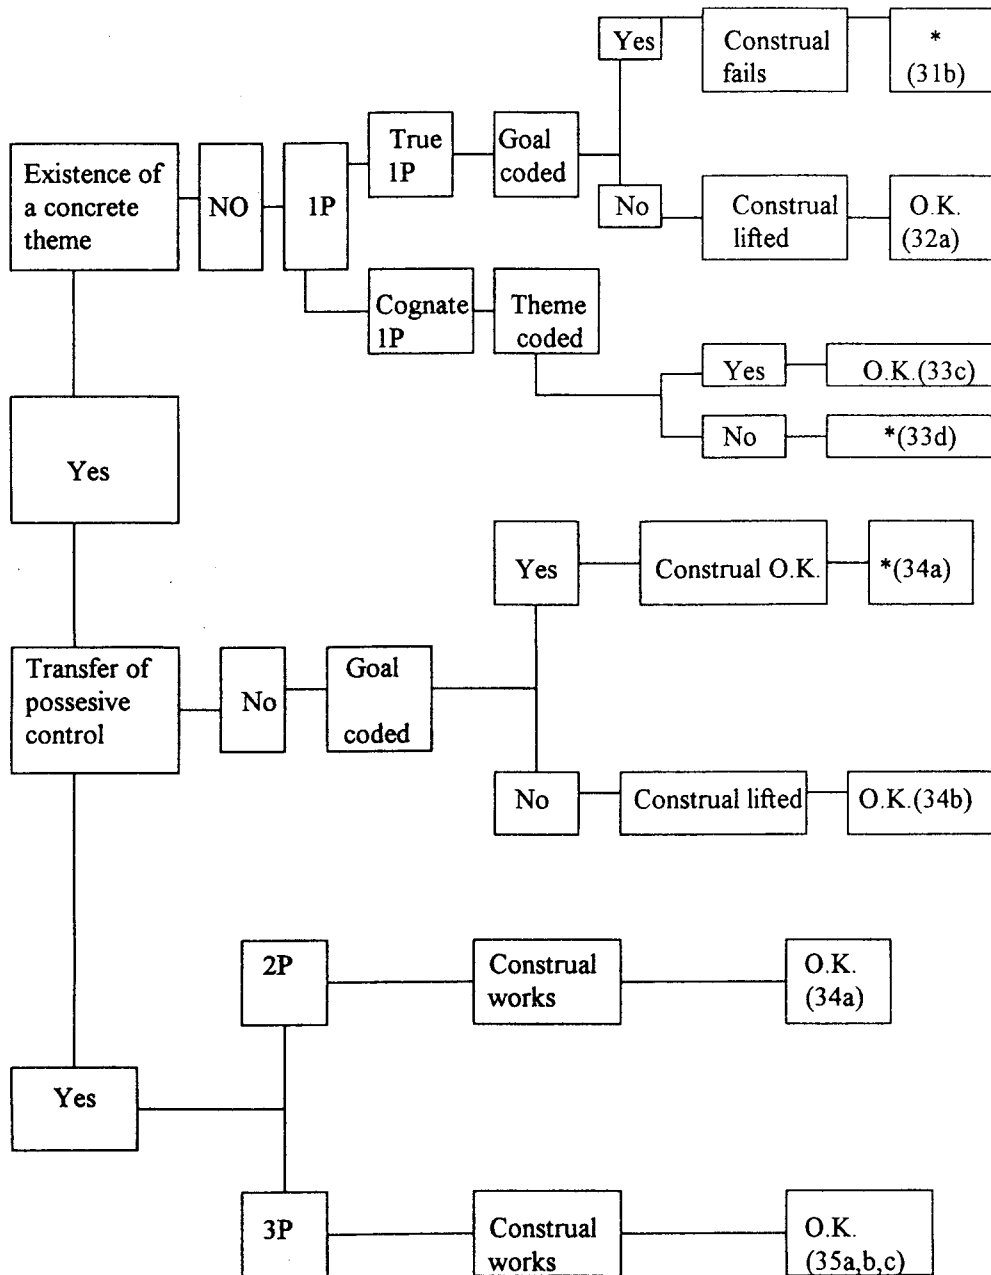 Yes
Construal
fails
*
(31b)
True
1P
Goal
coded
Existence of
a concrete
theme
NO
1P
No
Construal
lifted
O.K.
(32a)
Cognate
1P
Theme
coded
Yes
O.K.(33c)
No
*(33d)
Yes
Yes
Construal O.K.
*(34a)
Transfer of
possesive
control
No
Goal
coded
No
Construal lifted
O.K.(34b)
2P
Construal
works
O.K.
(34a)
Yes
3P
Construal
works
O.K.
(35a,b,c)